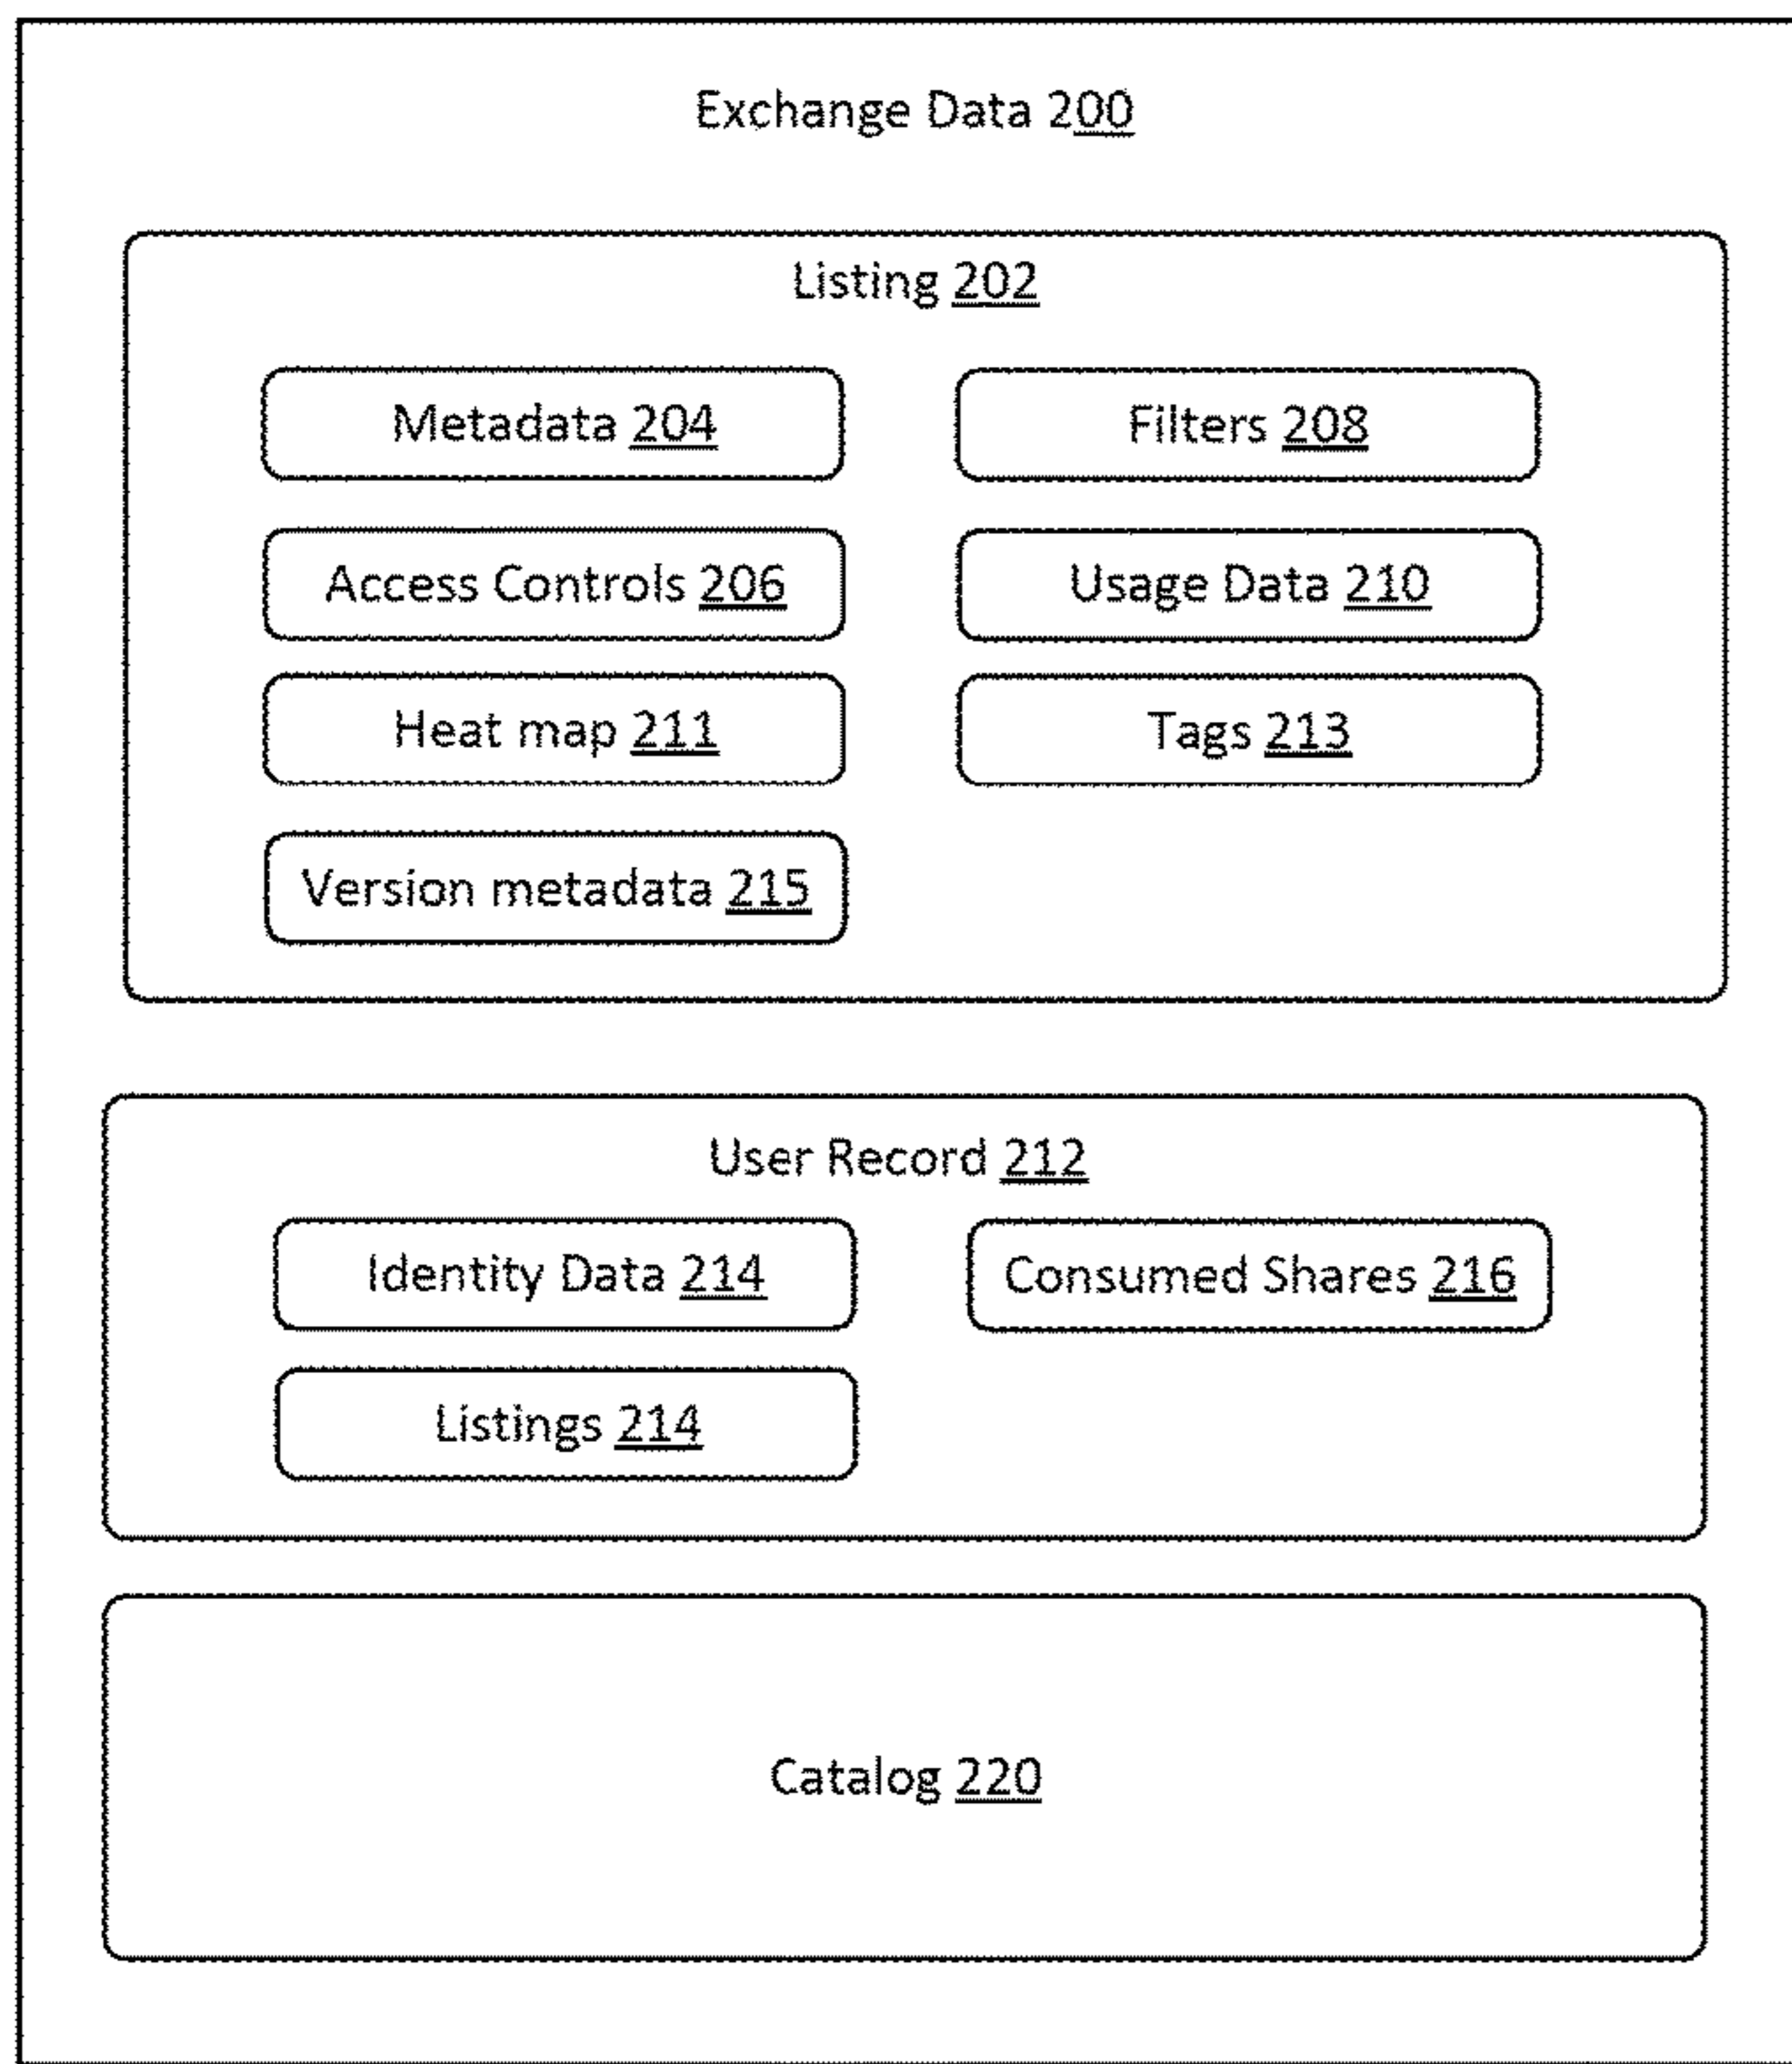 Exchange Data 200
Listing 202
Metadata 204
Filters 208
Access Controls 206
Usage Data 210
Heat map 211
Tags 213
Version metadata 215
User Record 212
Identity Data 214
Consumed Shares 216
Listings 214
Catalog 220